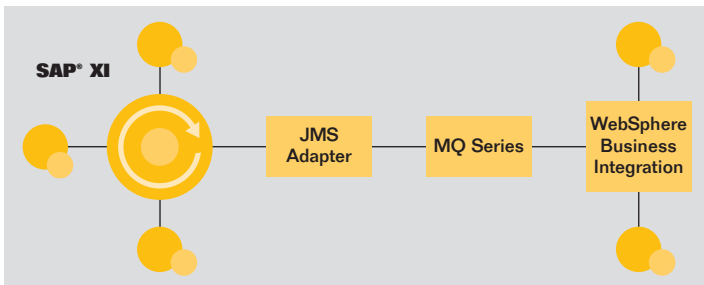 SAP® XI
JMS
Adapter
MQ Series
WebSphere
Business
Integration